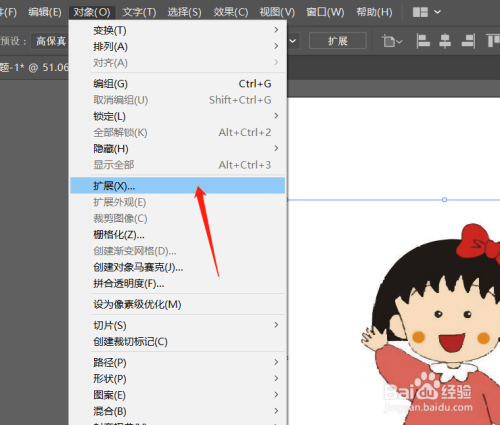 件(F) 编辑(E) 对象(O) 文字(T) 选择(S) 效果(C) 视图(V) 窗口(W) 帮助(H)
预设: 高保真 扩展
题-1* @ 51.06
变换(T)
排列(A)
对齐(A)
编组(G) Ctrl+G
取消编组(U) Shift+Ctrl+G
锁定(L)
全部解锁(K) Alt+Ctrl+2
隐藏(H)
显示全部 Alt+Ctrl+3
扩展(X)...
扩展外观(E)
裁剪图像(C)
栅格化(Z)...
创建渐变网格(D)...
创建对象马赛克(J)...
拼合透明度(F)...
设为像素级优化(M)
切片(S)
创建裁切标记(C)
路径(P)
形状(P)
图案(E)
混合(B)
Baidu 经验
jingyan.baidu.com